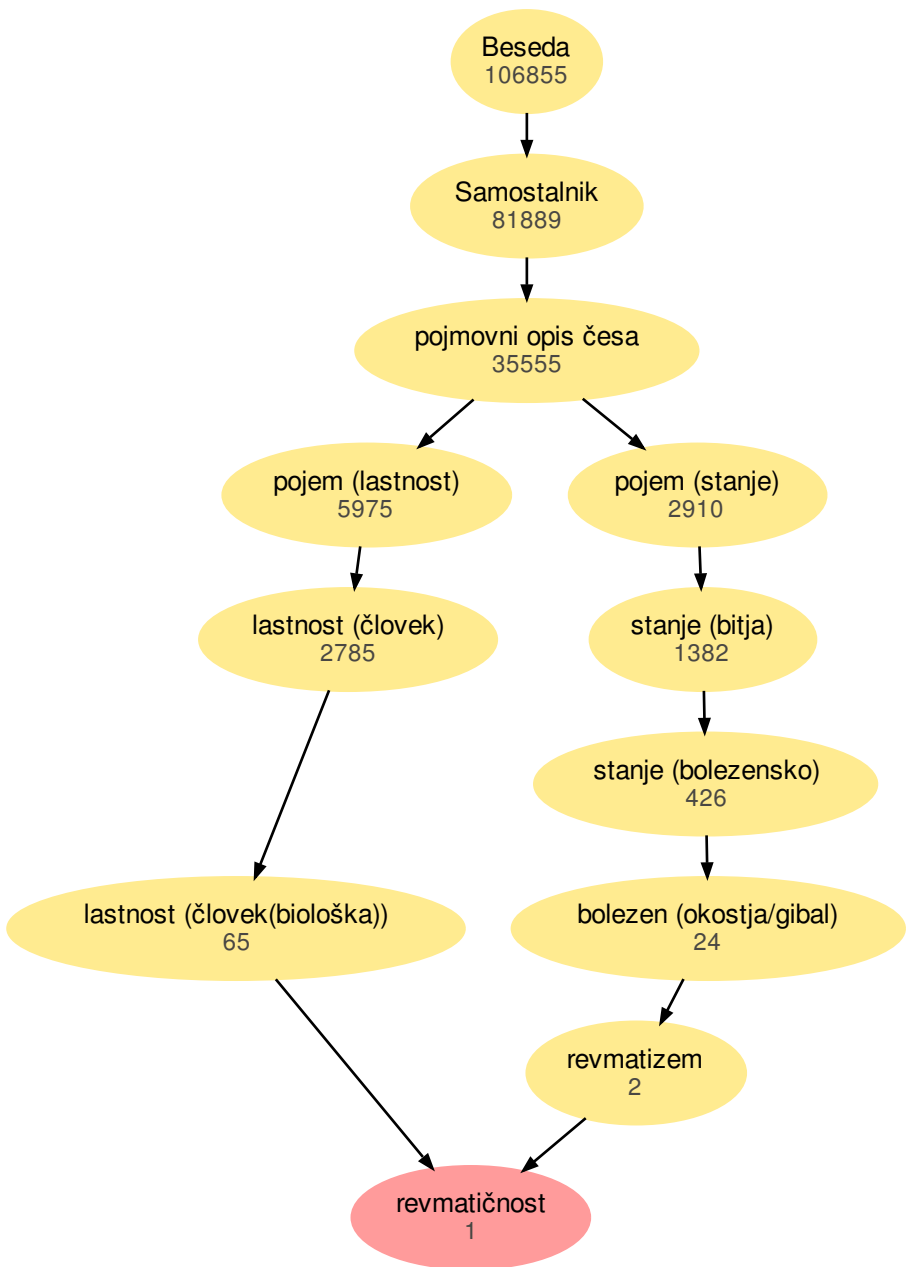 Beseda
106855
Samostalnik
81889
pojmovni opis česa
35555
pojem (lastnost)
5975
pojem (stanje)
2910
lastnost (človek)
2785
stanje (bitja)
1382
stanje (bolezensko)
426
lastnost (človek(biološka))
65
bolezen (okostja/gibal)
24
revmatizem
2
revmatičnost
1